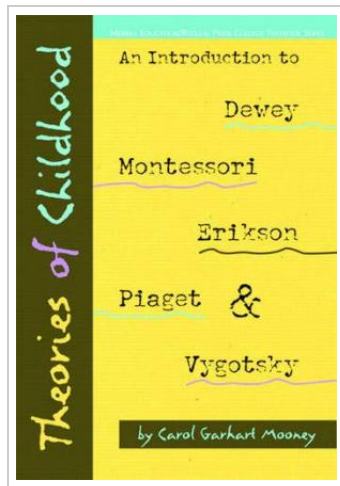 Theories of Childhood
An Introduction to
Dewey
Montessori
Erikson
Piaget &
Vygotsky
by Carol Garhart Mooney